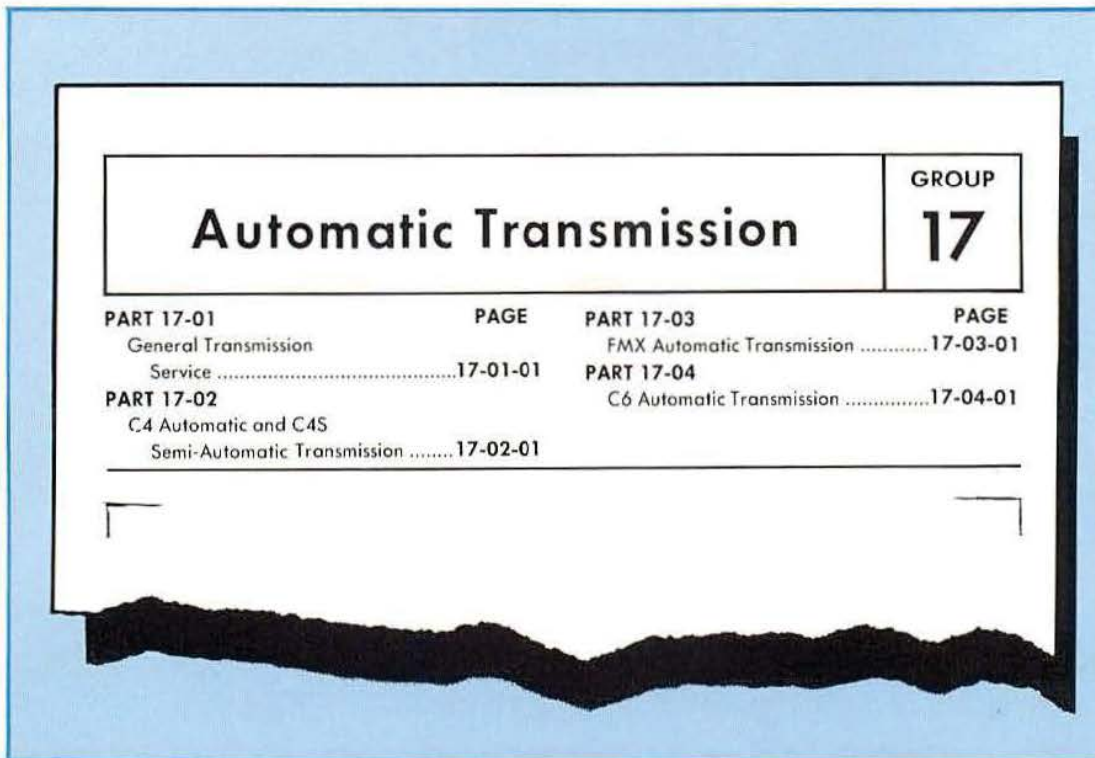 Automatic Transmission
GROUP
17
PART 17-01 PAGE
General Transmission
Service ........................................17-01-01
PART 17-02
C4 Automatic and C4S
Semi-Automatic Transmission ........17-02-01
PART 17-03 PAGE
FMX Automatic Transmission ............17-03-01
PART 17-04
C6 Automatic Transmission ...............17-04-01